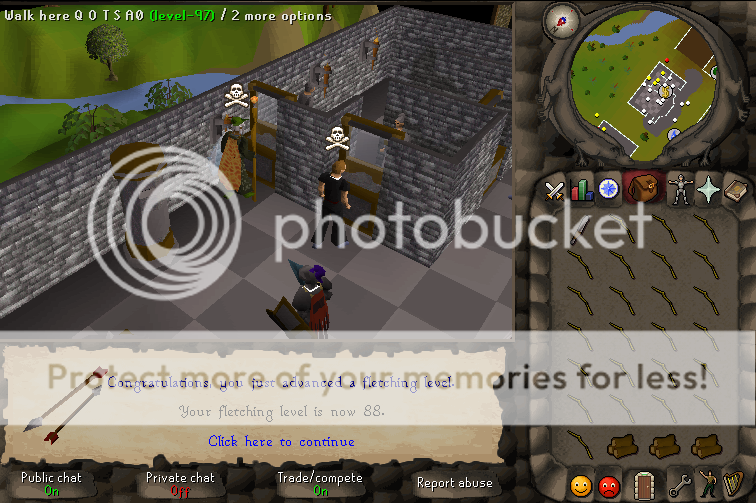 Walk here Q O T S A0 (level-97) / 2 more options
photobucket
Protect more of your memories for less!
Congratulations, you just advanced a fletching level.
Your fletching level is now 88.
Click here to continue
Public chat
On
Private chat
Off
Trade/compete
On
Report abuse